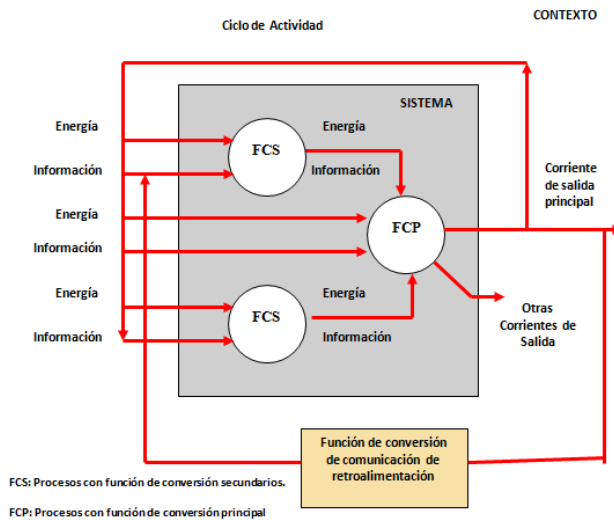 CONTEXTO
Ciclo de Actividad
SISTEMA
Energía
Energía
FCS
Información
Información
Corriente
de salida
principal
Energía
FCP
Información
Energía
Energía
FCS
Otras
Corrientes de
Salida
Información
Información
Función de conversión
de comunicación de
retroalimentación
FCS: Procesos con función de conversión secundarios.
FCP: Procesos con función de conversión principal